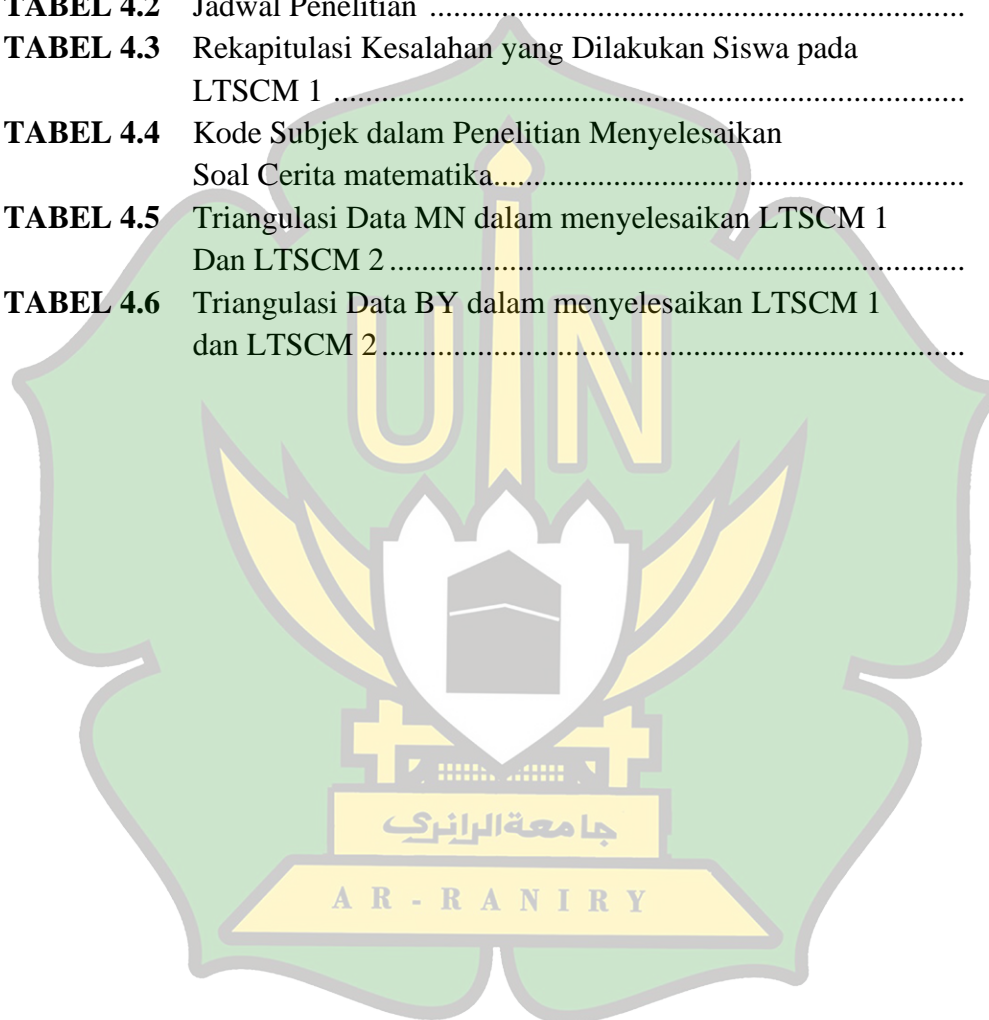 TABEL 4.2 Jadwal Penelitian ....................................................................
TABEL 4.3 Rekapitulasi Kesalahan yang Dilakukan Siswa pada
LTSCM 1 ................................................................................
TABEL 4.4 Kode Subjek dalam Penelitian Menyelesaikan
Soal Cerita matematika............................................................
TABEL 4.5 Triangulasi Data MN dalam menyelesaikan LTSCM 1
Dan LTSCM 2.........................................................................
TABEL 4.6 Triangulasi Data BY dalam menyelesaikan LTSCM 1
dan LTSCM 2..........................................................................
UIN
جامعةالرانري
AR-RANIRY